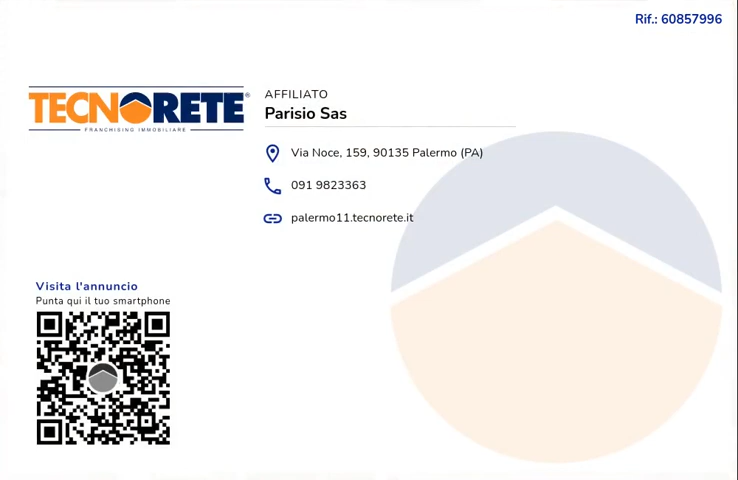 Rif.: 60857996
TECNORETE®
FRANCHISING IMMOBILIARE
AFFILIATO
Parisio Sas
Via Noce, 159, 90135 Palermo (PA)
091 9823363
palermo11.tecnorete.it
Visita l'annuncio
Punta qui il tuo smartphone